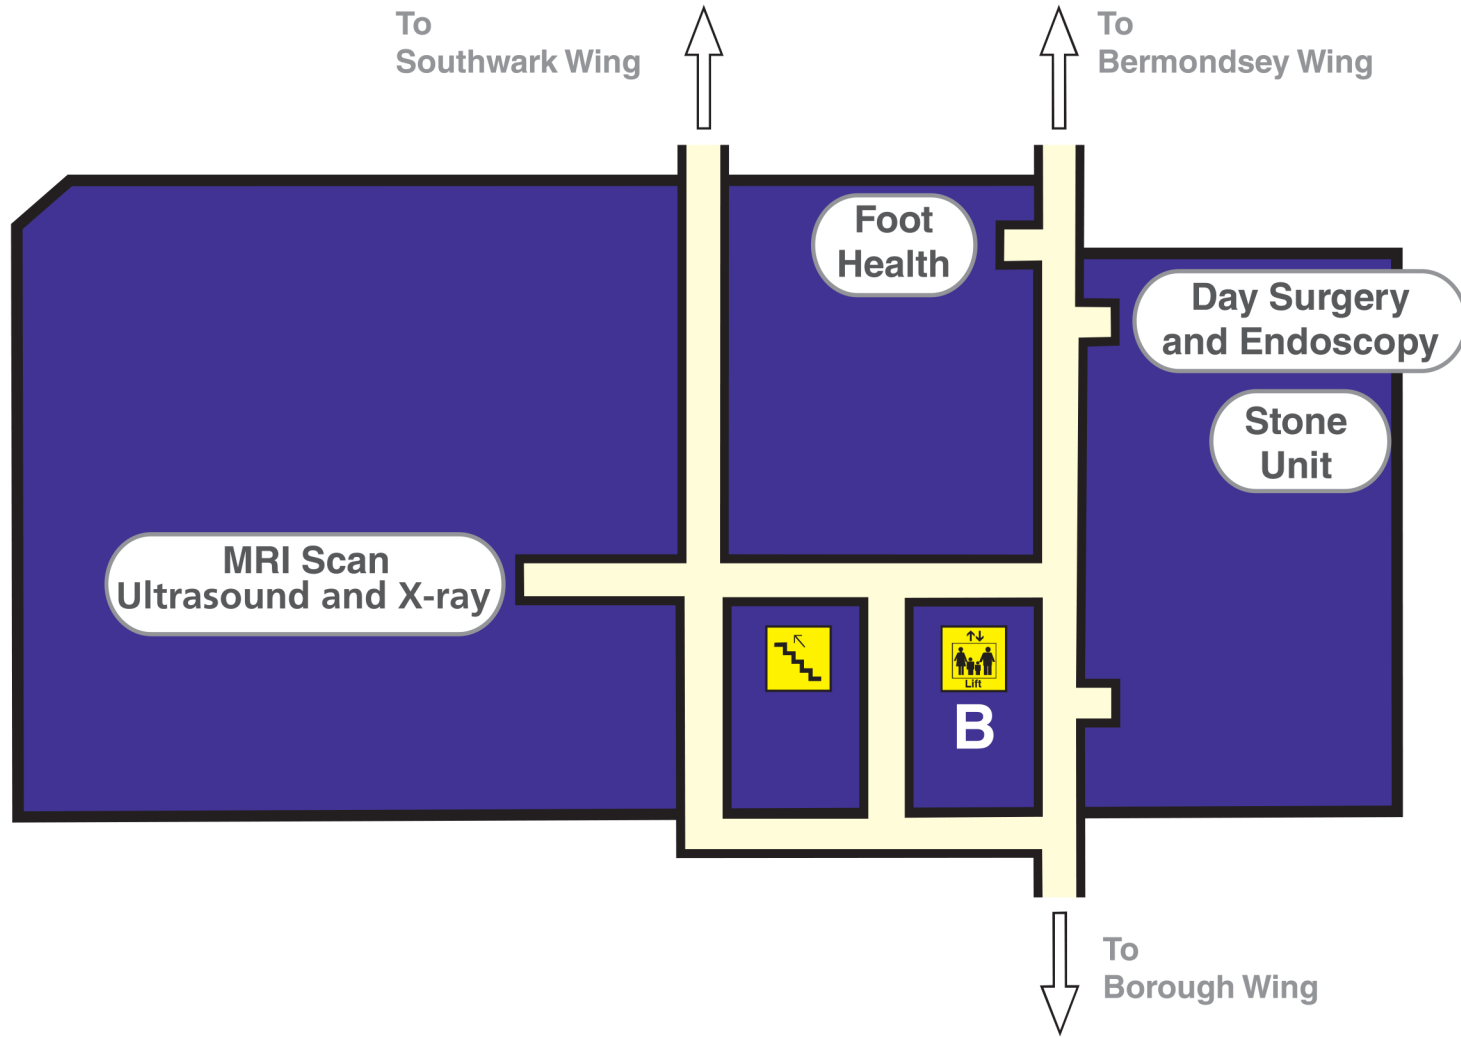 To
Southwark Wing
To
Bermondsey Wing
Foot
Health
Day Surgery
and Endoscopy
Stone
Unit
MRI Scan
Ultrasound and X-ray
Lift
B
To
Borough Wing